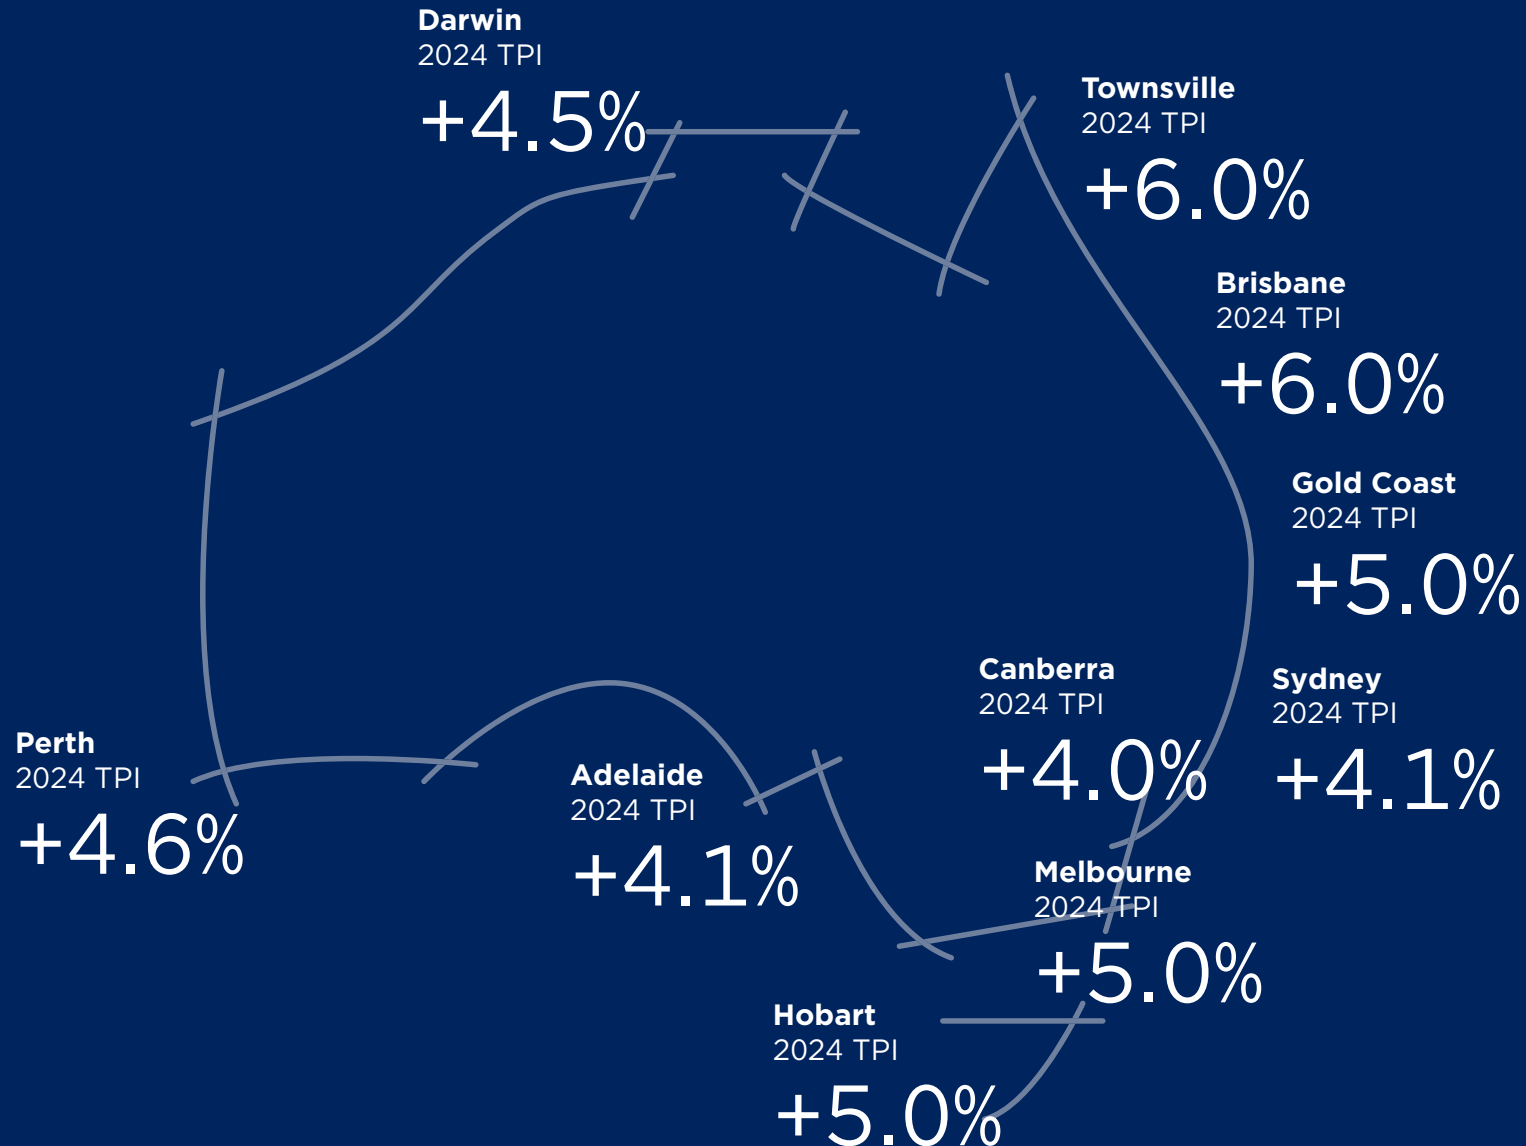 Darwin
2024 TPI
+4.5%
Townsville
2024 TPI
+6.0%
Brisbane
2024 TPI
+6.0%
Gold Coast
2024 TPI
+5.0%
Canberra
2024 TPI
+4.0%
Sydney
2024 TPI
+4.1%
Perth
2024 TPI
+4.6%
Adelaide
2024 TPI
+4.1%
Melbourne
2024 TPI
+5.0%
Hobart
2024 TPI
+5.0%